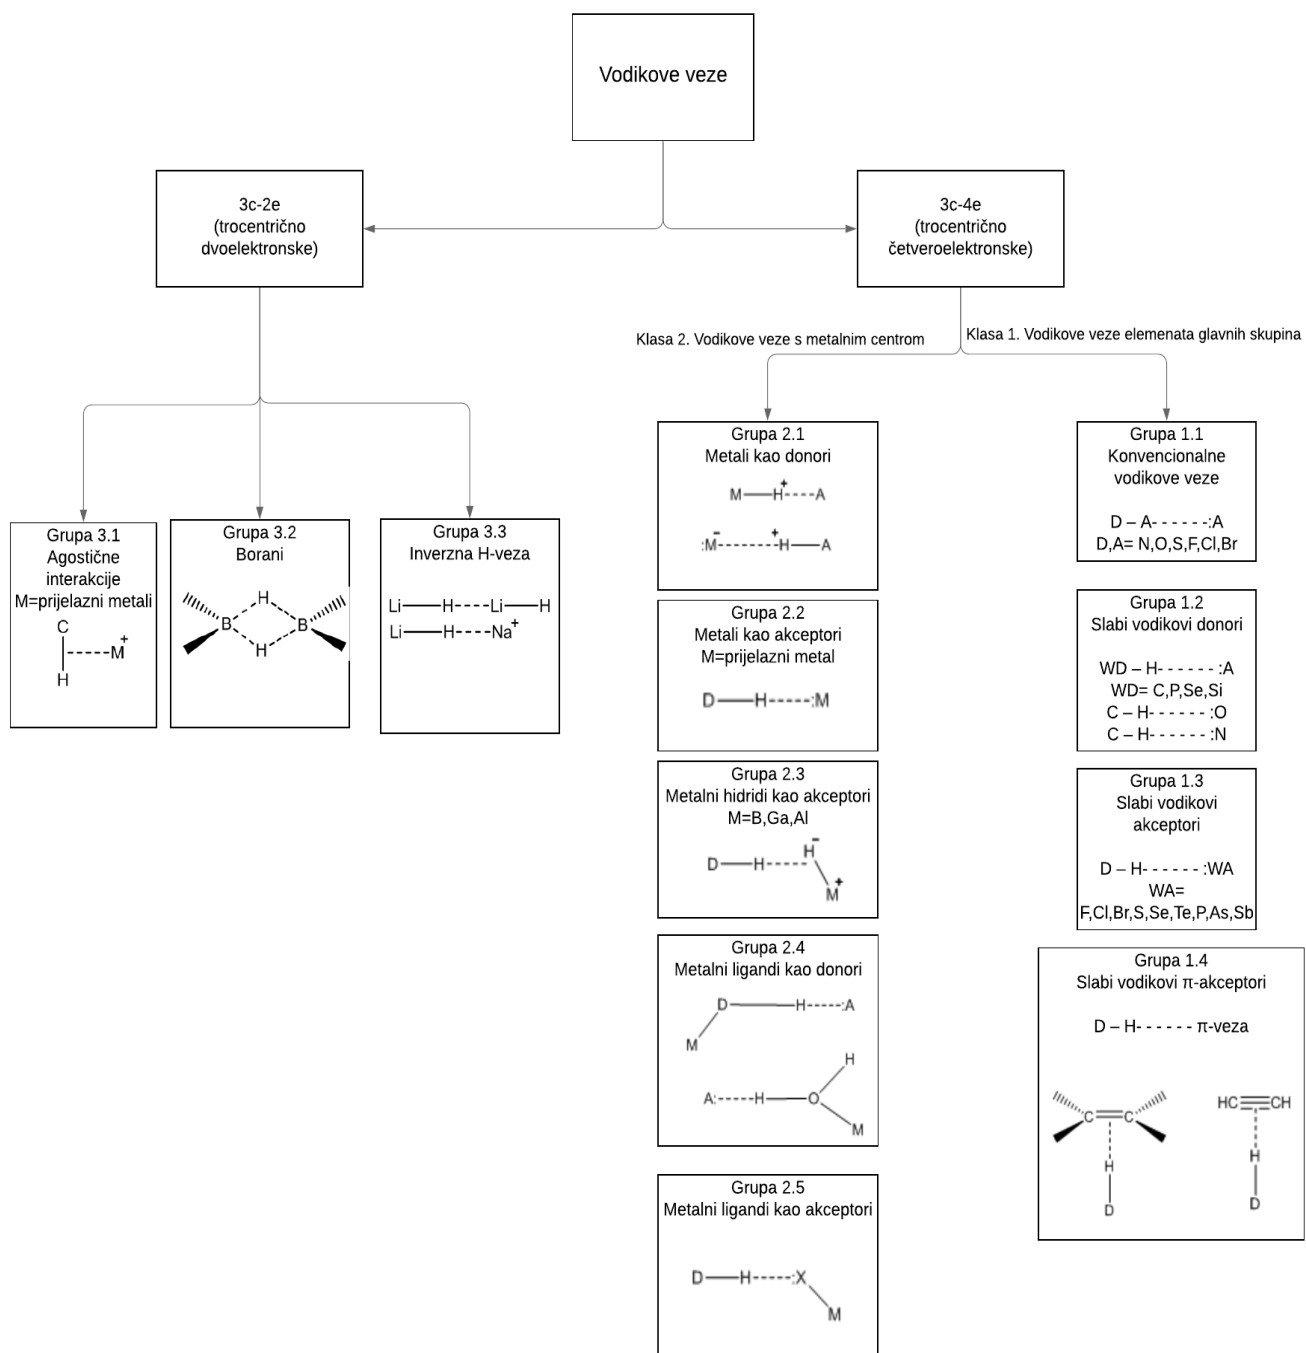 Vodikove veze
3c-2e
(trocentrično
dvoelektronske)
3c-4e
(trocentrično
četveroelektronske)
Klasa 2. Vodikove veze s metalnim centrom
Klasa 1. Vodikove veze elemenata glavnih skupina
Grupa 3.1
Agostične
interakcije
M=prijelazni metali
C
M+
H
Grupa 3.2
Borani
H
B B
H
Grupa 3.3
Inverzna H-veza
Li—H----Li—H
Li—H----Na+
Grupa 2.1
Metali kao donori
M—H+----A
:M- -------- +H—A
Grupa 2.2
Metali kao akceptori
M=prijelazni metal
D—H-----:M
Grupa 2.3
Metalni hidridi kao akceptori
M=B,Ga,Al
D—H-----H-
M+
Grupa 2.4
Metalni ligandi kao donori
D—H-----:A
M
H
A:-----H—O
M
Grupa 2.5
Metalni ligandi kao akceptori
D—H-----:X
M
Grupa 1.1
Konvencionalne
vodikove veze
D – A- - - - - -:A
D,A= N,O,S,F,Cl,Br
Grupa 1.2
Slabi vodikovi donori
WD – H- - - - - - :A
WD= C,P,Se,Si
C – H- - - - - - :O
C – H- - - - - - :N
Grupa 1.3
Slabi vodikovi
akceptori
D – H- - - - - - :WA
WA=
F,Cl,Br,S,Se,Te,P,As,Sb
Grupa 1.4
Slabi vodikovi π-akceptori
D – H- - - - - - π-veza
C=C
H
D
HC≡CH
H
D